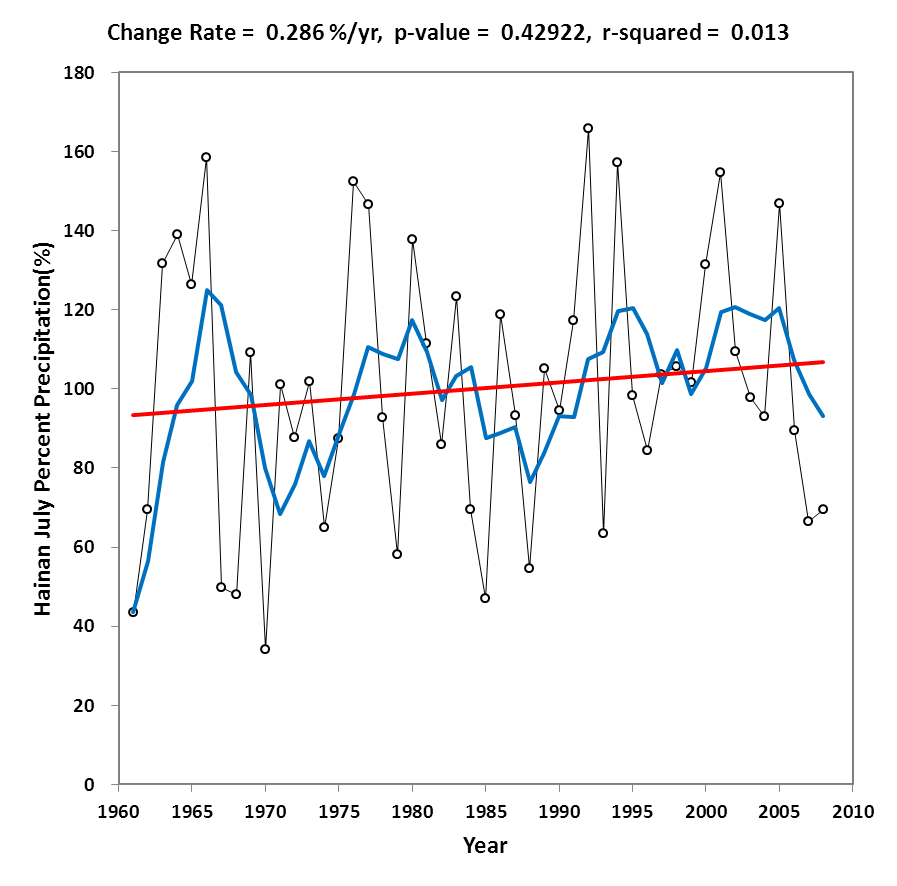 Change Rate = 0.286 %/yr, p-value = 0.42922, r-squared = 0.013
Hainan July Percent Precipitation(%)
180
160
140
120
100
80
60
40
20
0
1960 1965 1970 1975 1980 1985 1990 1995 2000 2005 2010
Year